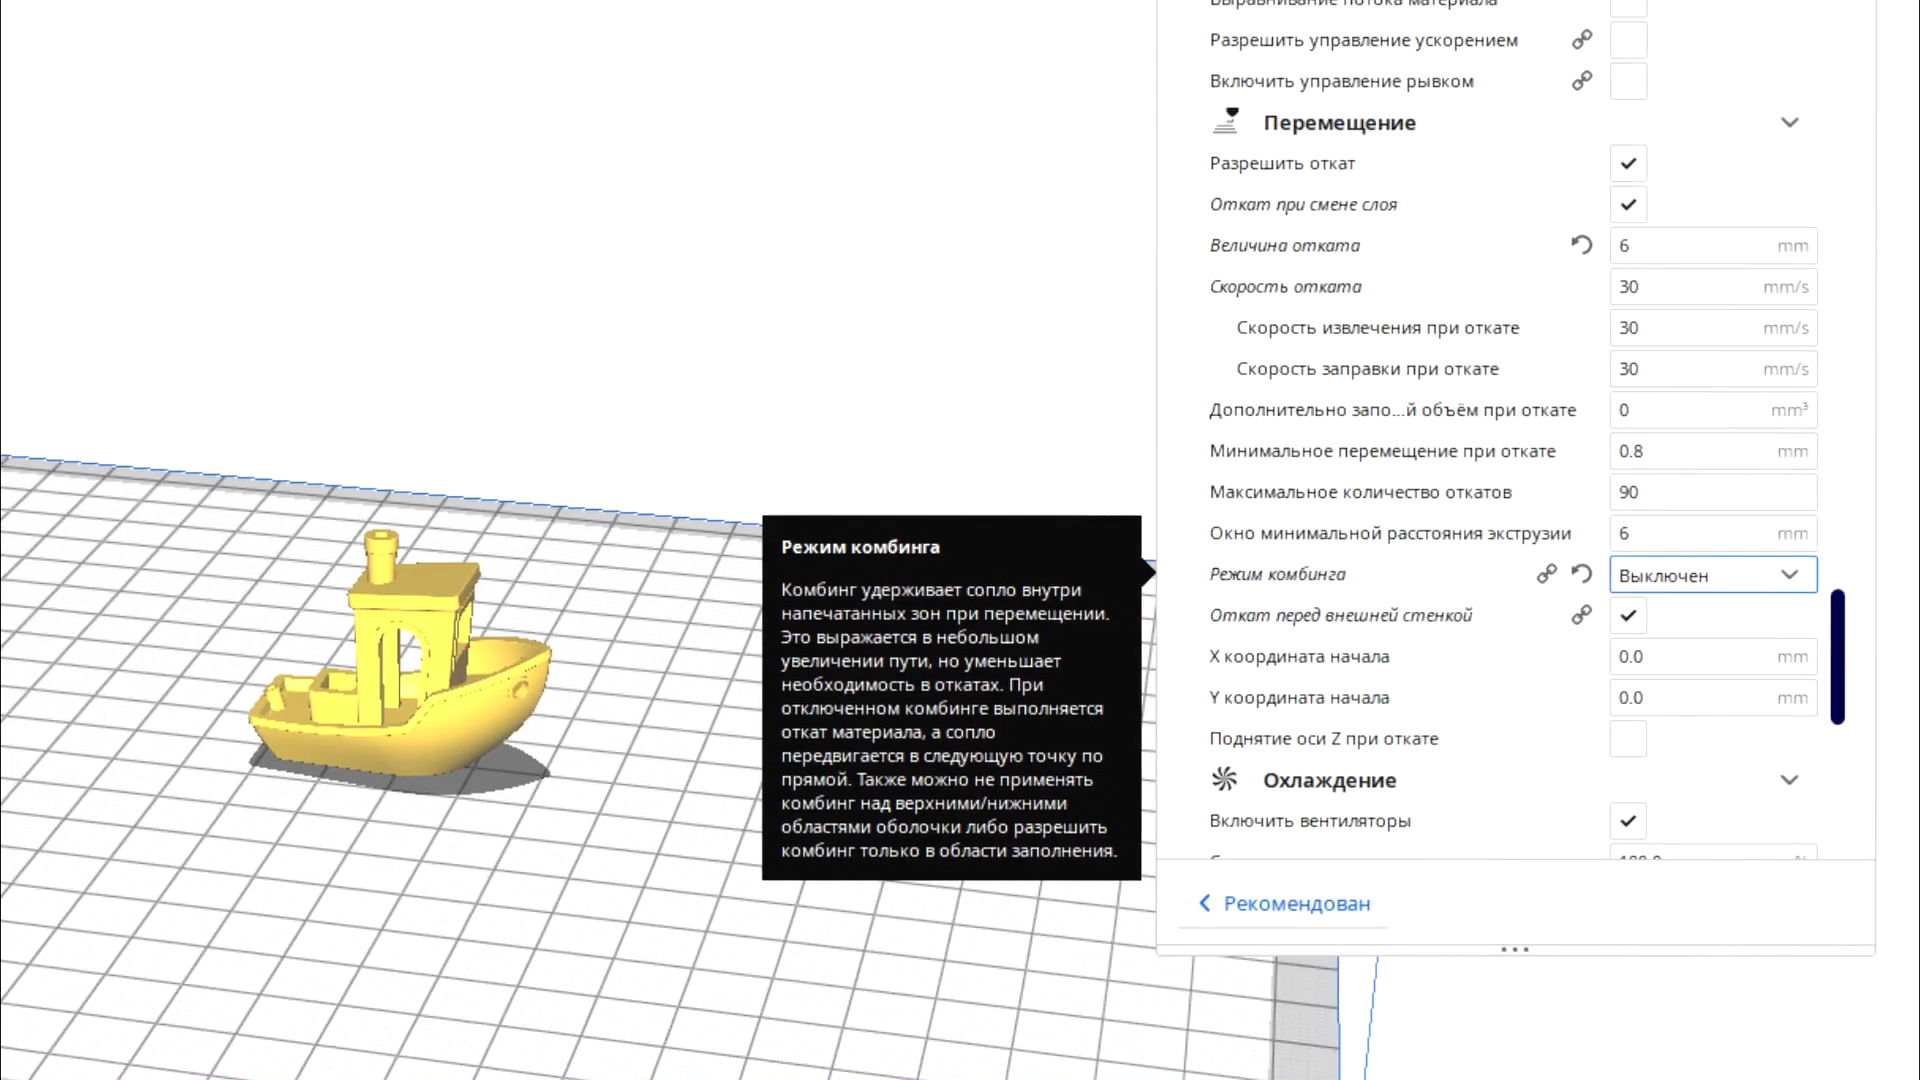 Выравнивание потока материала
Разрешить управление ускорением
Включить управление рывком
Перемещение
Разрешить откат
Откат при смене слоя
Величина отката 6 mm
Скорость отката 30 mm/s
Скорость извлечения при откате 30 mm/s
Скорость заправки при откате 30 mm/s
Дополнительно запо...й объём при откате 0 mm³
Минимальное перемещение при откате 0.8 mm
Максимальное количество откатов 90
Окно минимальной расстояния экструзии 6 mm
Режим комбинга Выключен
Откат перед внешней стенкой
X координата начала 0.0 mm
Y координата начала 0.0 mm
Поднятие оси Z при откате
Охлаждение
Включить вентиляторы
Рекомендован
Режим комбинга
Комбинг удерживает сопло внутри
напечатанных зон при перемещении.
Это выражается в небольшом
увеличении пути, но уменьшает
необходимость в откатах. При
отключенном комбинге выполняется
откат материала, а сопло
передвигается в следующую точку по
прямой. Также можно не применять
комбинг над верхними/нижними
областями оболочки либо разрешить
комбинг только в области заполнения.